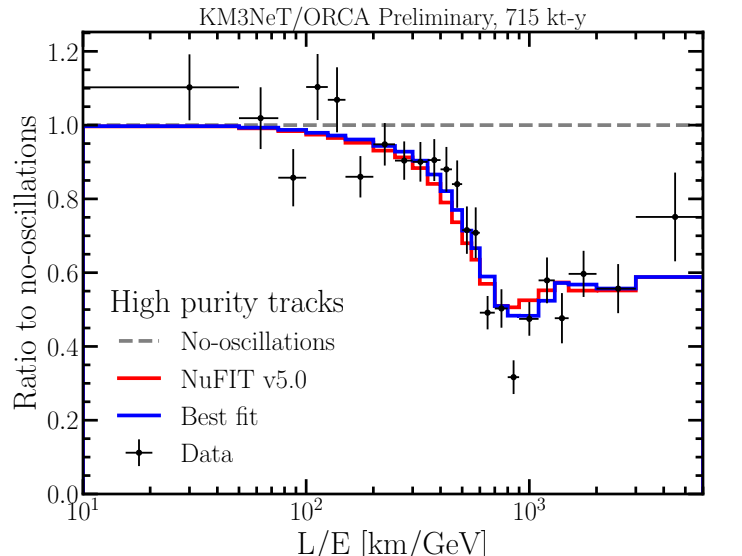 KM3NeT/ORCA Preliminary, 715 kt-y
Ratio to no-oscillations
1.2
1.0
0.8
0.6
0.4
0.2
0.0
High purity tracks
No-oscillations
NuFIT v5.0
Best fit
Data
10¹ 10² 10³
L/E [km/GeV]